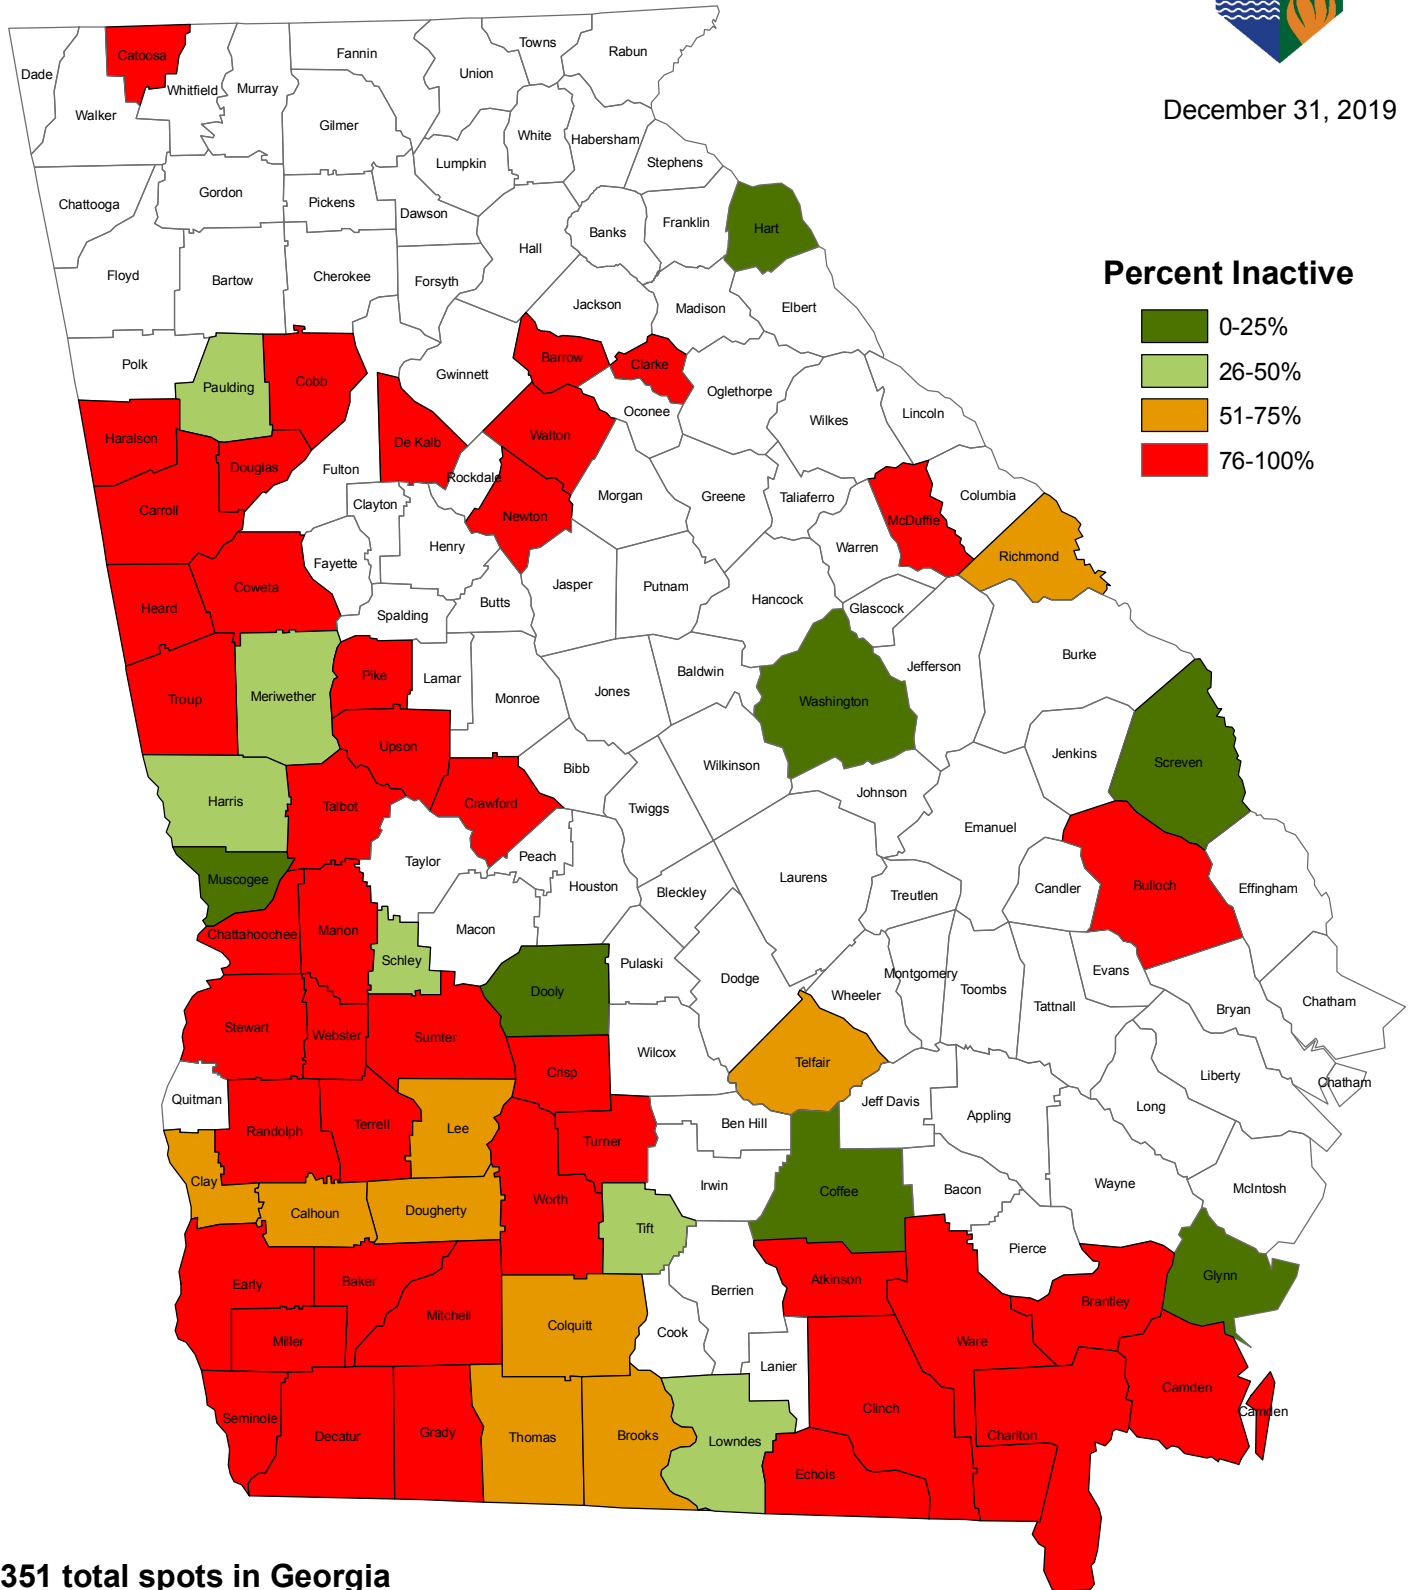 December 31, 2019
Percent Inactive
0-25%
26-50%
51-75%
76-100%
Dade
Catoosa
Walker
Whitfield
Murray
Fannin
Gilmer
Union
Towns
Rabun
White
Habersham
Lumpkin
Stephens
Chattooga
Gordon
Pickens
Dawson
Hall
Banks
Franklin
Hart
Floyd
Bartow
Cherokee
Forsyth
Jackson
Madison
Elbert
Polk
Paulding
Cobb
Gwinnett
Barrow
Clarke
Oglethorpe
Wilkes
Lincoln
Oconee
Haralson
Douglas
Fulton
De Kalb
Rockdale
Walton
Carroll
Clayton
Newton
Morgan
Greene
Taliaferro
McDuffie
Columbia
Richmond
Warren
Henry
Fayette
Coweta
Heard
Spalding
Butts
Jasper
Putnam
Hancock
Glascock
Jefferson
Burke
Troup
Meriwether
Pike
Lamar
Monroe
Jones
Baldwin
Washington
Upson
Harris
Talbot
Crawford
Bibb
Twiggs
Wilkinson
Johnson
Jenkins
Screven
Emanuel
Muscogee
Taylor
Peach
Houston
Bleckley
Laurens
Treutlen
Candler
Bulloch
Effingham
Chattahoochee
Marion
Schley
Macon
Dooly
Pulaski
Dodge
Wheeler
Montgomery
Toombs
Tattnall
Evans
Bryan
Chatham
Chatham
Stewart
Webster
Sumter
Crisp
Wilcox
Telfair
Jeff Davis
Appling
Long
Liberty
Quitman
Randolph
Terrell
Lee
Turner
Ben Hill
Irwin
Coffee
Bacon
Wayne
McIntosh
Clay
Calhoun
Dougherty
Worth
Tift
Pierce
Early
Baker
Mitchell
Miller
Colquitt
Cook
Berrien
Atkinson
Ware
Brantley
Glynn
Lanier
Seminole
Decatur
Grady
Thomas
Brooks
Lowndes
Echols
Clinch
Charlton
Camden
Camden
351 total spots in Georgia